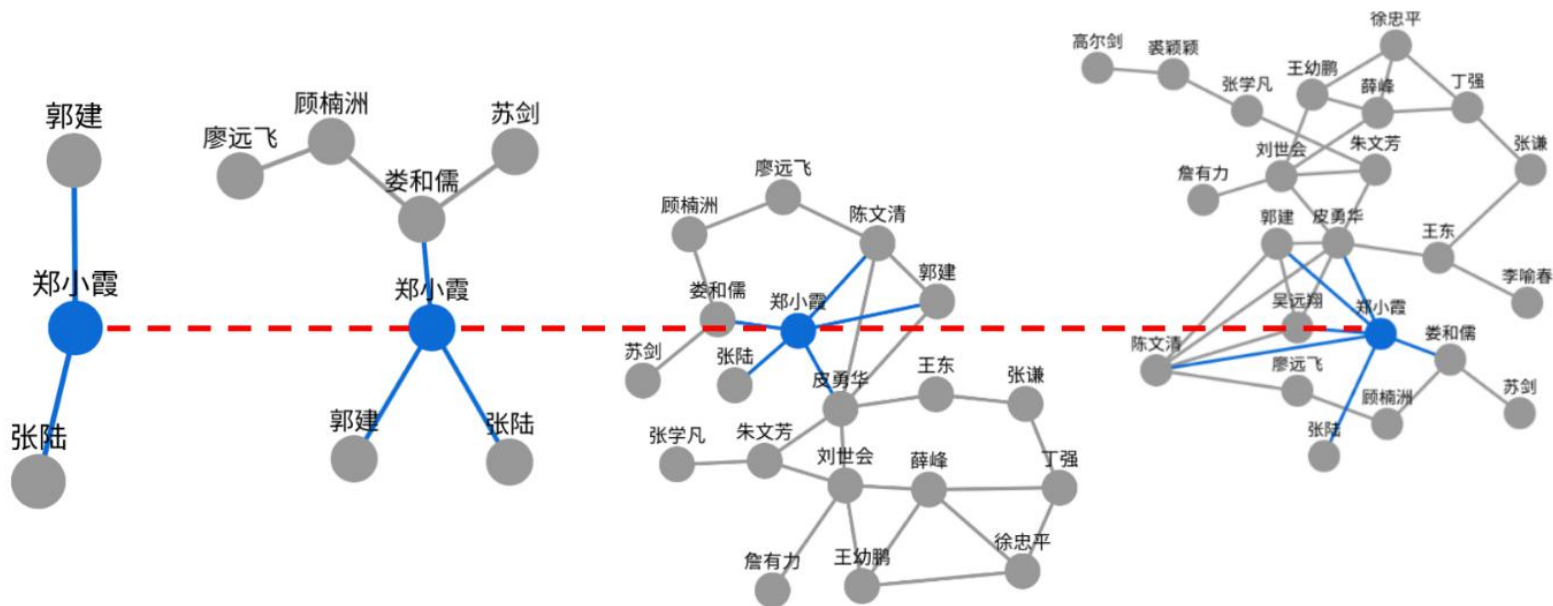 郭建
郑小霞
张陆
廖远飞
顾楠洲
苏剑
娄和儒
郑小霞
郭建
张陆
廖远飞
顾楠洲
陈文清
郭建
娄和儒
郑小霞
苏剑
张陆
皮勇华
王东
张谦
张学凡
朱文芳
刘世会
薛峰
丁强
詹有力
王幼鹏
徐忠平
徐忠平
高尔剑
裘颖颖
张学凡
王幼鹏
薛峰
丁强
刘世会
朱文芳
张谦
詹有力
郭建
皮勇华
王东
李喻春
吴远翔
郑小霞
陈文清
娄和儒
廖远飞
顾楠洲
苏剑
张陆